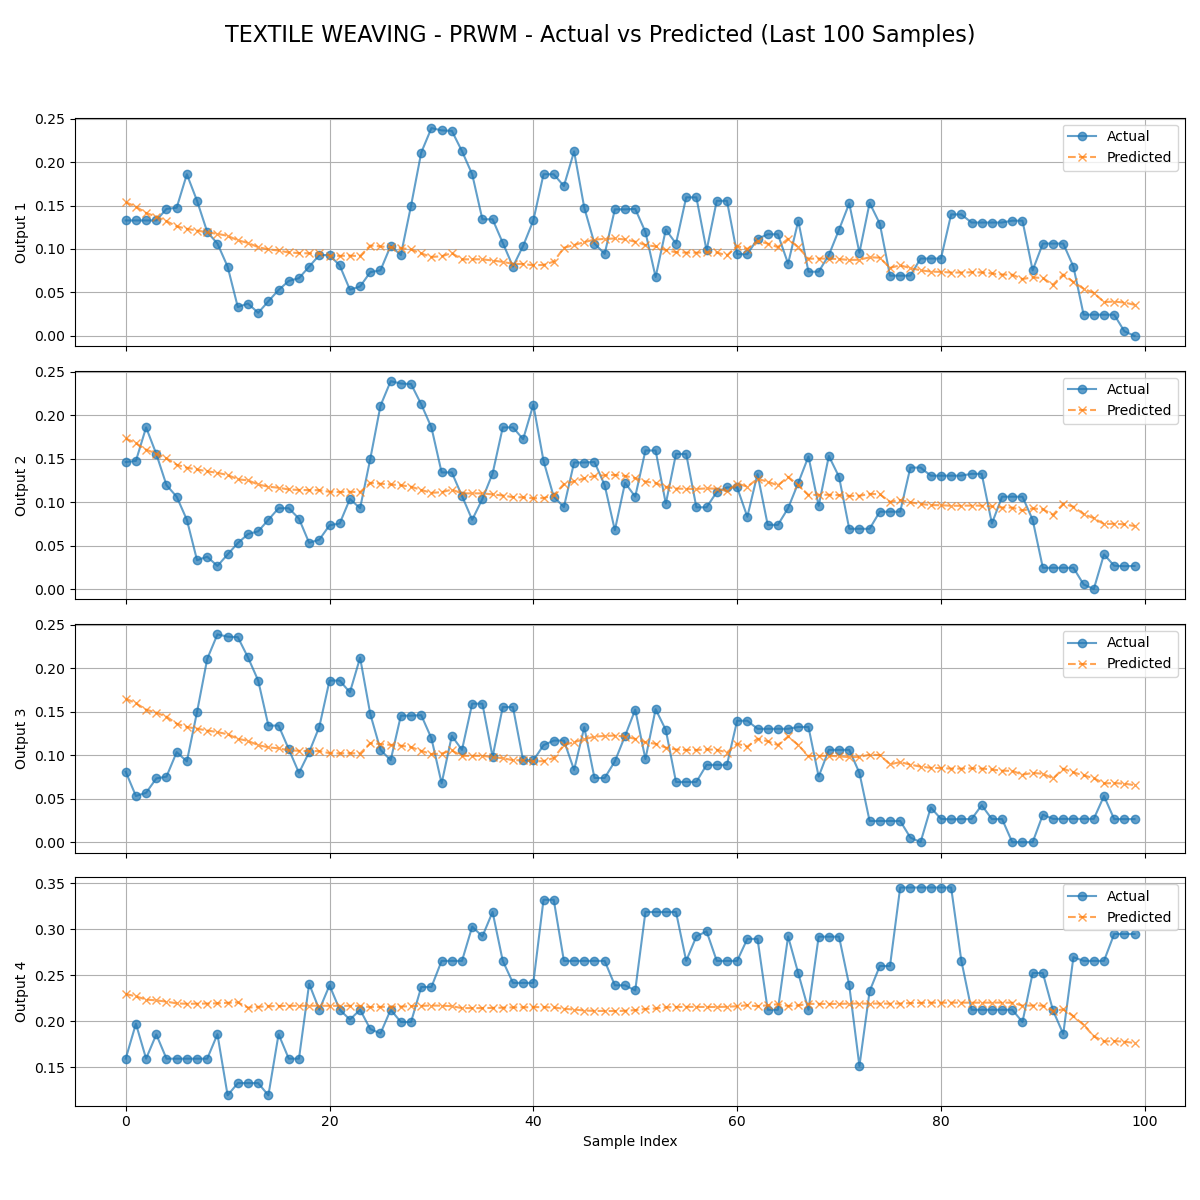 TEXTILE WEAVING - PRWM - Actual vs Predicted (Last 100 Samples)
Output 1
0.25
0.20
0.15
0.10
0.05
0.00
Actual
Predicted
Output 2
0.25
0.20
0.15
0.10
0.05
0.00
Actual
Predicted
Output 3
0.25
0.20
0.15
0.10
0.05
0.00
Actual
Predicted
Output 4
0.35
0.30
0.25
0.20
0.15
Actual
Predicted
0 20 40 60 80 100
Sample Index